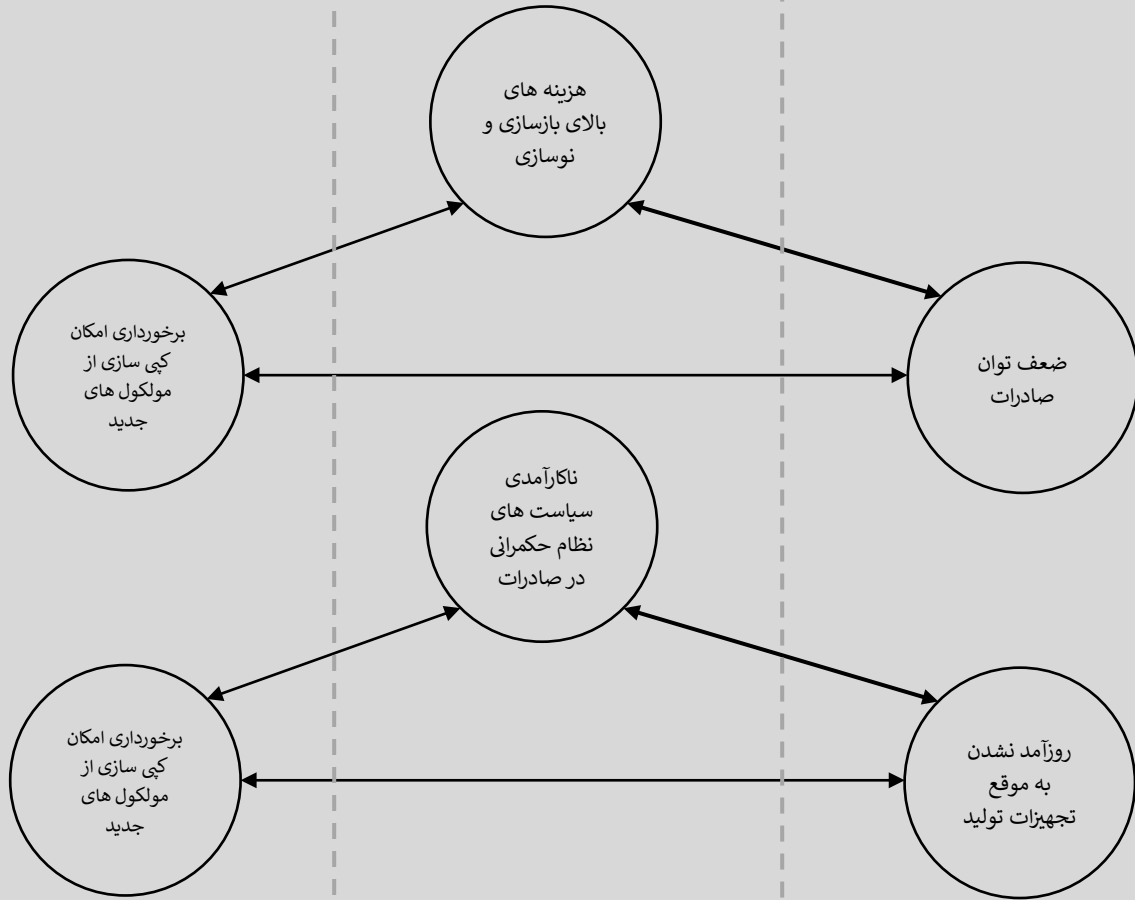 هزینه های
بالای بازسازی و
نوسازی
ضعف توان
صادرات
برخورداری امکان
کپی سازی از
مولکول های
جدید
ناکارآمدی
سیاست های
نظام حکمرانی
در صادرات
روزآمد نشدن
به موقع
تجهیزات تولید
برخورداری امکان
کپی سازی از
مولکول های
جدید